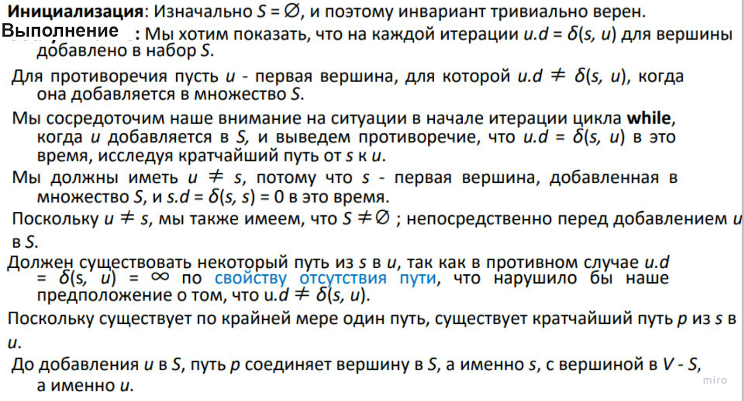 Инициализация: Изначально S = ∅, и поэтому инвариант тривиально верен.
Выполнение : Мы хотим показать, что на каждой итерации u.d = δ(s, u) для вершины
добавлено в набор S.
Для противоречия пусть u - первая вершина, для которой u.d ≠ δ(s, u), когда
она добавляется в множество S.
Мы сосредоточим наше внимание на ситуации в начале итерации цикла while,
когда u добавляется в S, и выведем противоречие, что u.d = δ(s, u) в это
время, исследуя кратчайший путь от s к u.
Мы должны иметь u ≠ s, потому что s - первая вершина, добавленная в
множество S, и s.d = δ(s, s) = 0 в это время.
Поскольку u ≠ s, мы также имеем, что S ≠ ∅ ; непосредственно перед добавлением u
в S.
Должен существовать некоторый путь из s в u, так как в противном случае u.d
= δ(s, u) = ∞ по свойству отсутствия пути, что нарушило бы наше
предположение о том, что u.d ≠ δ(s, u).
Поскольку существует по крайней мере один путь, существует кратчайший путь p из s в
u.
До добавления u в S, путь p соединяет вершину в S, а именно s, с вершиной в V - S,
а именно u.
miro